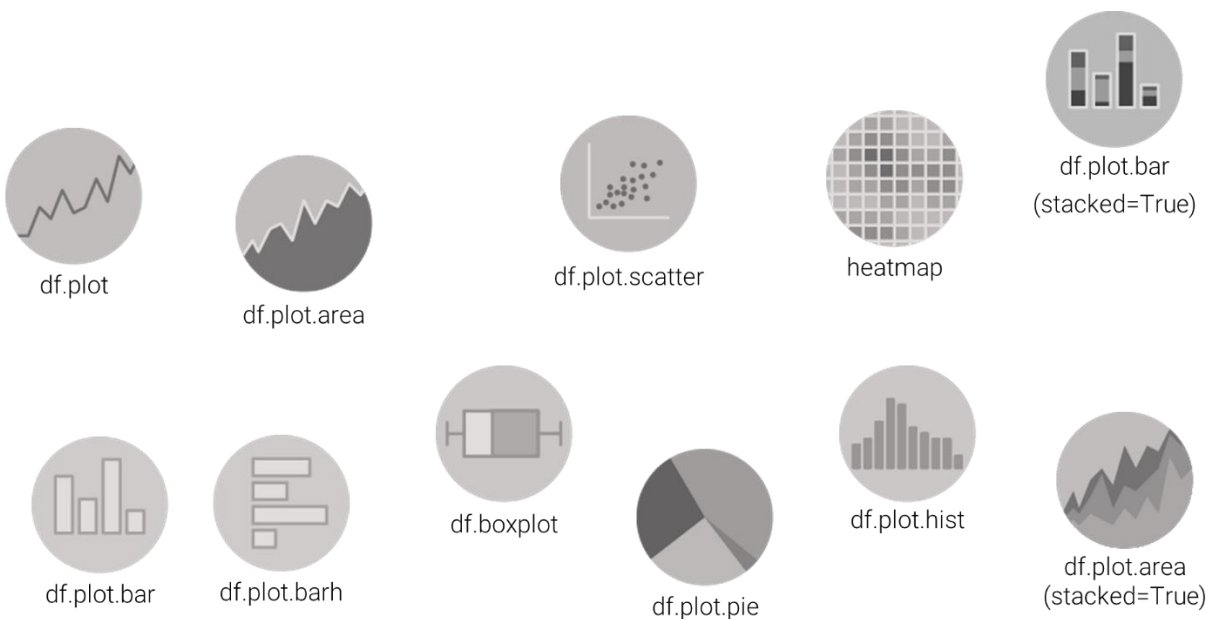 df.plot.bar
(stacked=True)
df.plot
df.plot.area
df.plot.scatter
heatmap
df.plot.bar
df.plot.barh
df.boxplot
df.plot.pie
df.plot.hist
df.plot.area
(stacked=True)